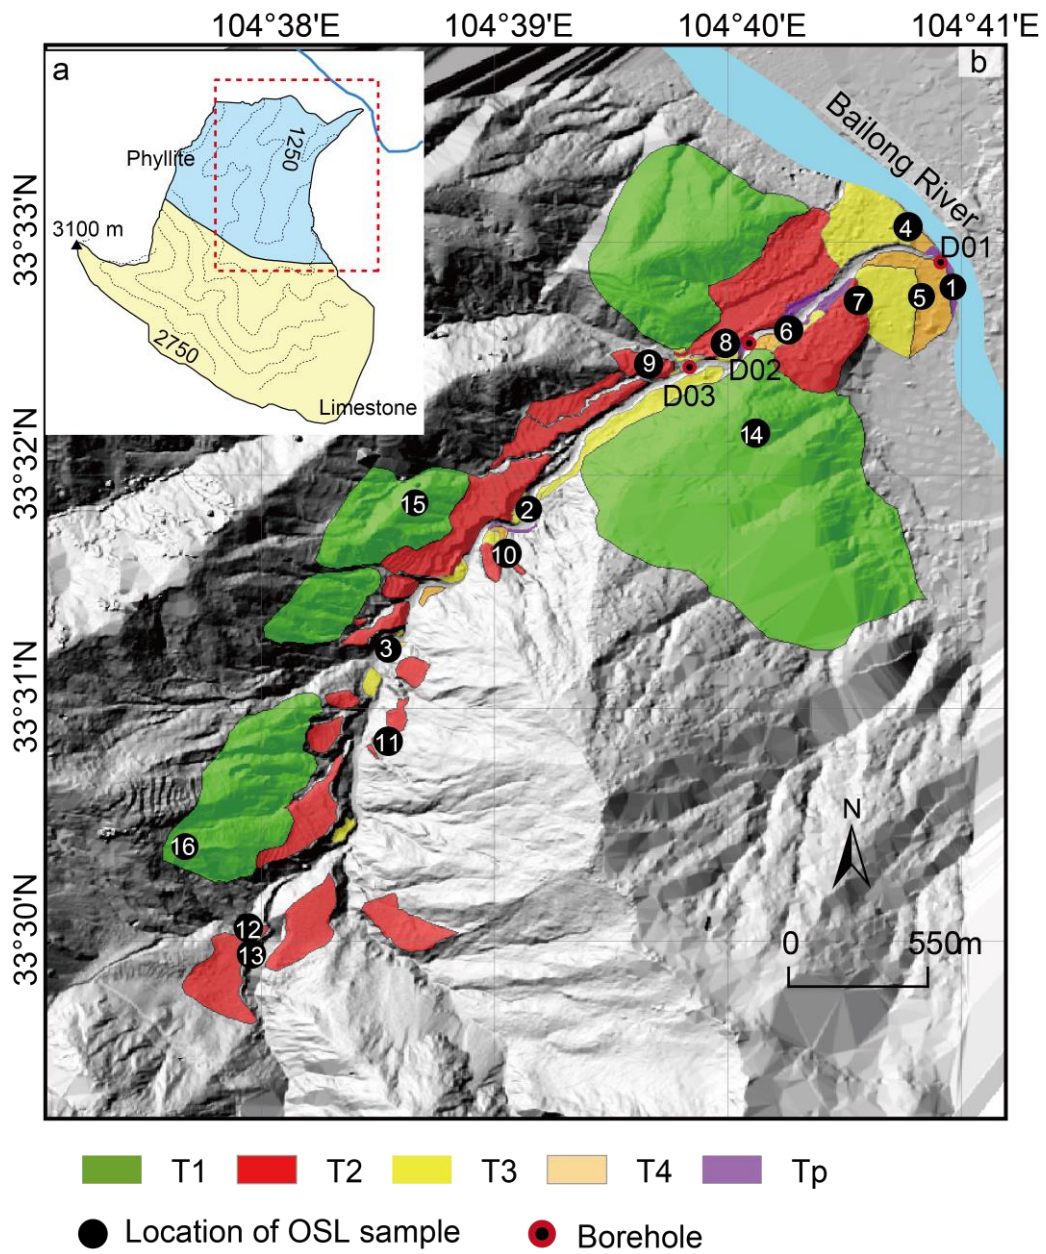 104°38'E 104°39'E 104°40'E 104°41'E
a
b
Phyllite
1250
3100 m
2750
Limestone
Bailong River
33°33'N
33°32'N
33°31'N
33°30'N
4
D01
1
5
7
6
8
D02
9
D03
14
15
2
10
3
11
16
12
13
N
0 550m
T1 T2 T3 T4 Tp
Location of OSL sample Borehole